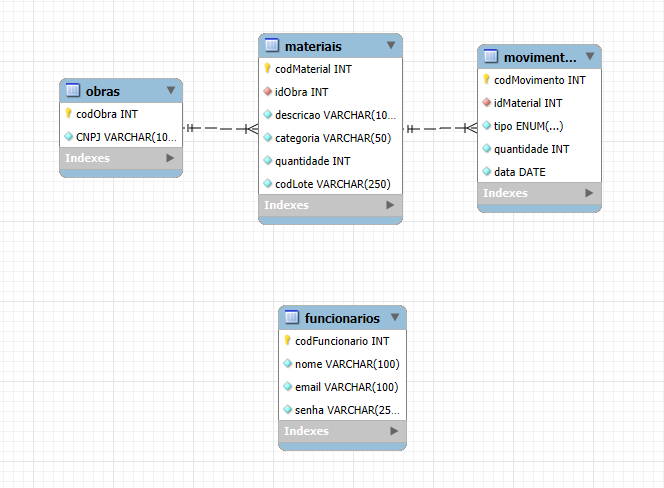 obras
codObra INT
CNPJ VARCHAR(10...
Indexes
materiais
codMaterial INT
idObra INT
descricao VARCHAR(10...
categoria VARCHAR(50)
quantidade INT
codLote VARCHAR(250)
Indexes
moviment...
codMovimento INT
idMaterial INT
tipo ENUM(...)
quantidade INT
data DATE
Indexes
funcionarios
codFuncionario INT
nome VARCHAR(100)
email VARCHAR(100)
senha VARCHAR(25...
Indexes